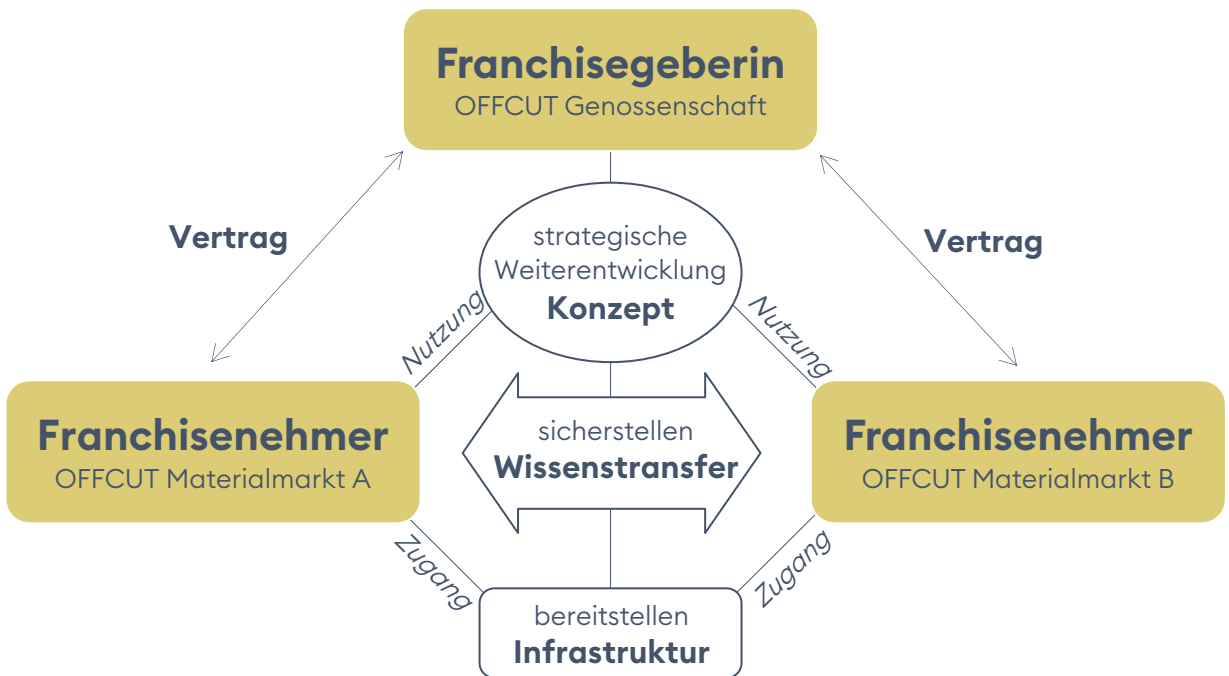 Franchisegeberin
OFFCUT Genossenschaft
Vertrag
Vertrag
strategische
Weiterentwicklung
Konzept
Nutzung
Nutzung
Franchisenehmer
OFFCUT Materialmarkt A
sicherstellen
Wissenstransfer
Franchisenehmer
OFFCUT Materialmarkt B
Zugang
Zugang
bereitstellen
Infrastruktur